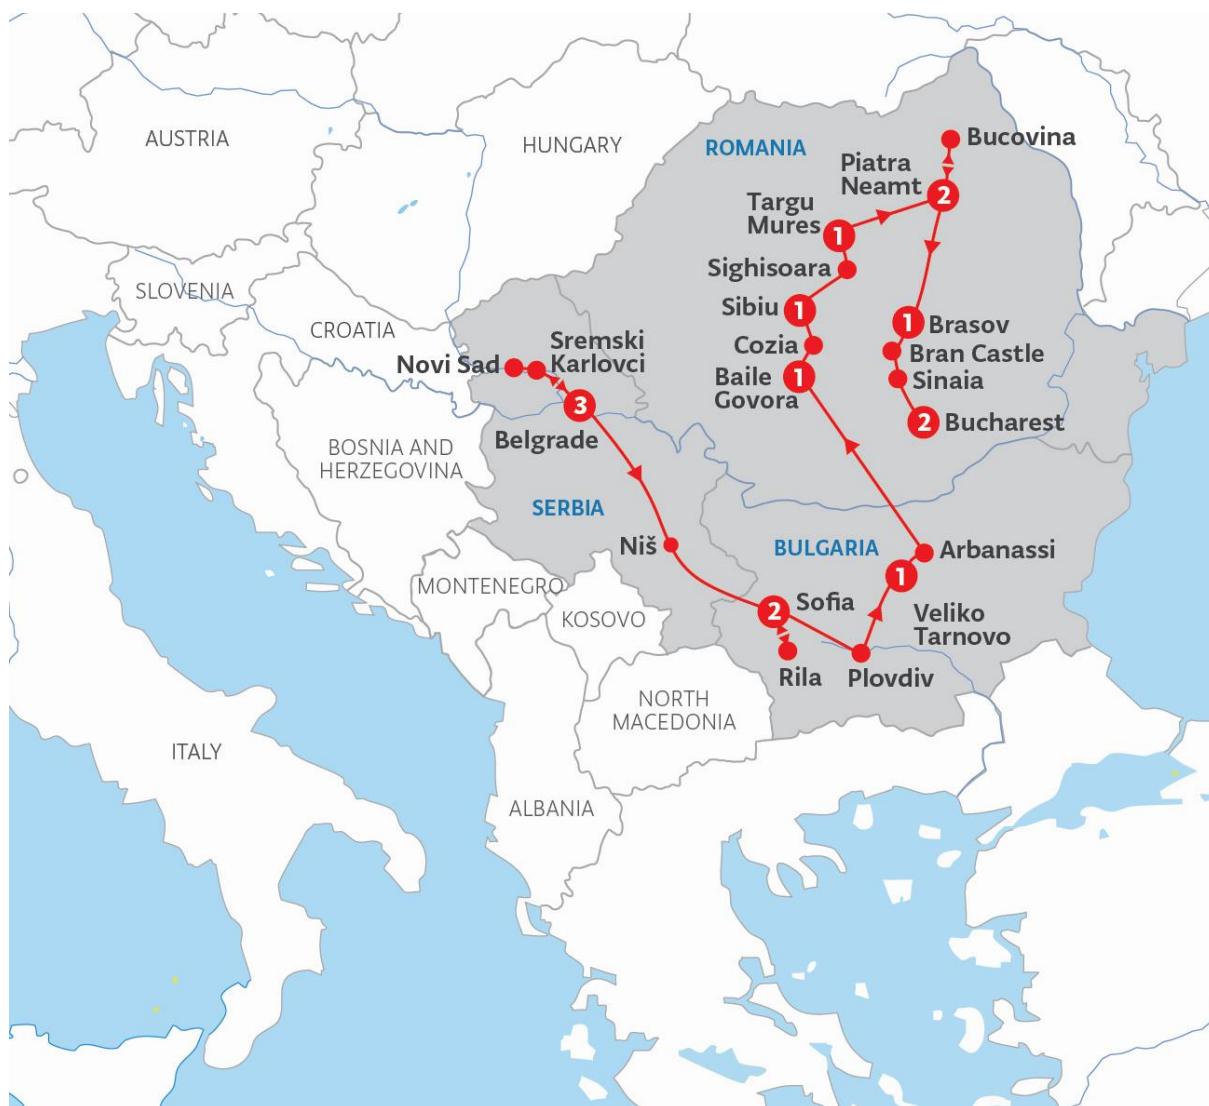 AUSTRIA
HUNGARY
ROMANIA
Bucovina
Piatra
Neamt
2
Targu
Mures
1
Sighisoara
SLOVENIA
Sibiu
1
CROATIA
1
Brasov
Sremski
Karlovci
Cozia
Bran Castle
Novi Sad
Baile
Govora
1
Sinaia
3
2
Bucharest
Belgrade
BOSNIA AND
HERZEGOVINA
SERBIA
Niš
BULGARIA
Arbanassi
MONTENEGRO
1
2
Sofia
KOSOVO
Veliko
Tarnovo
Rila
Plovdiv
NORTH
MACEDONIA
ITALY
ALBANIA